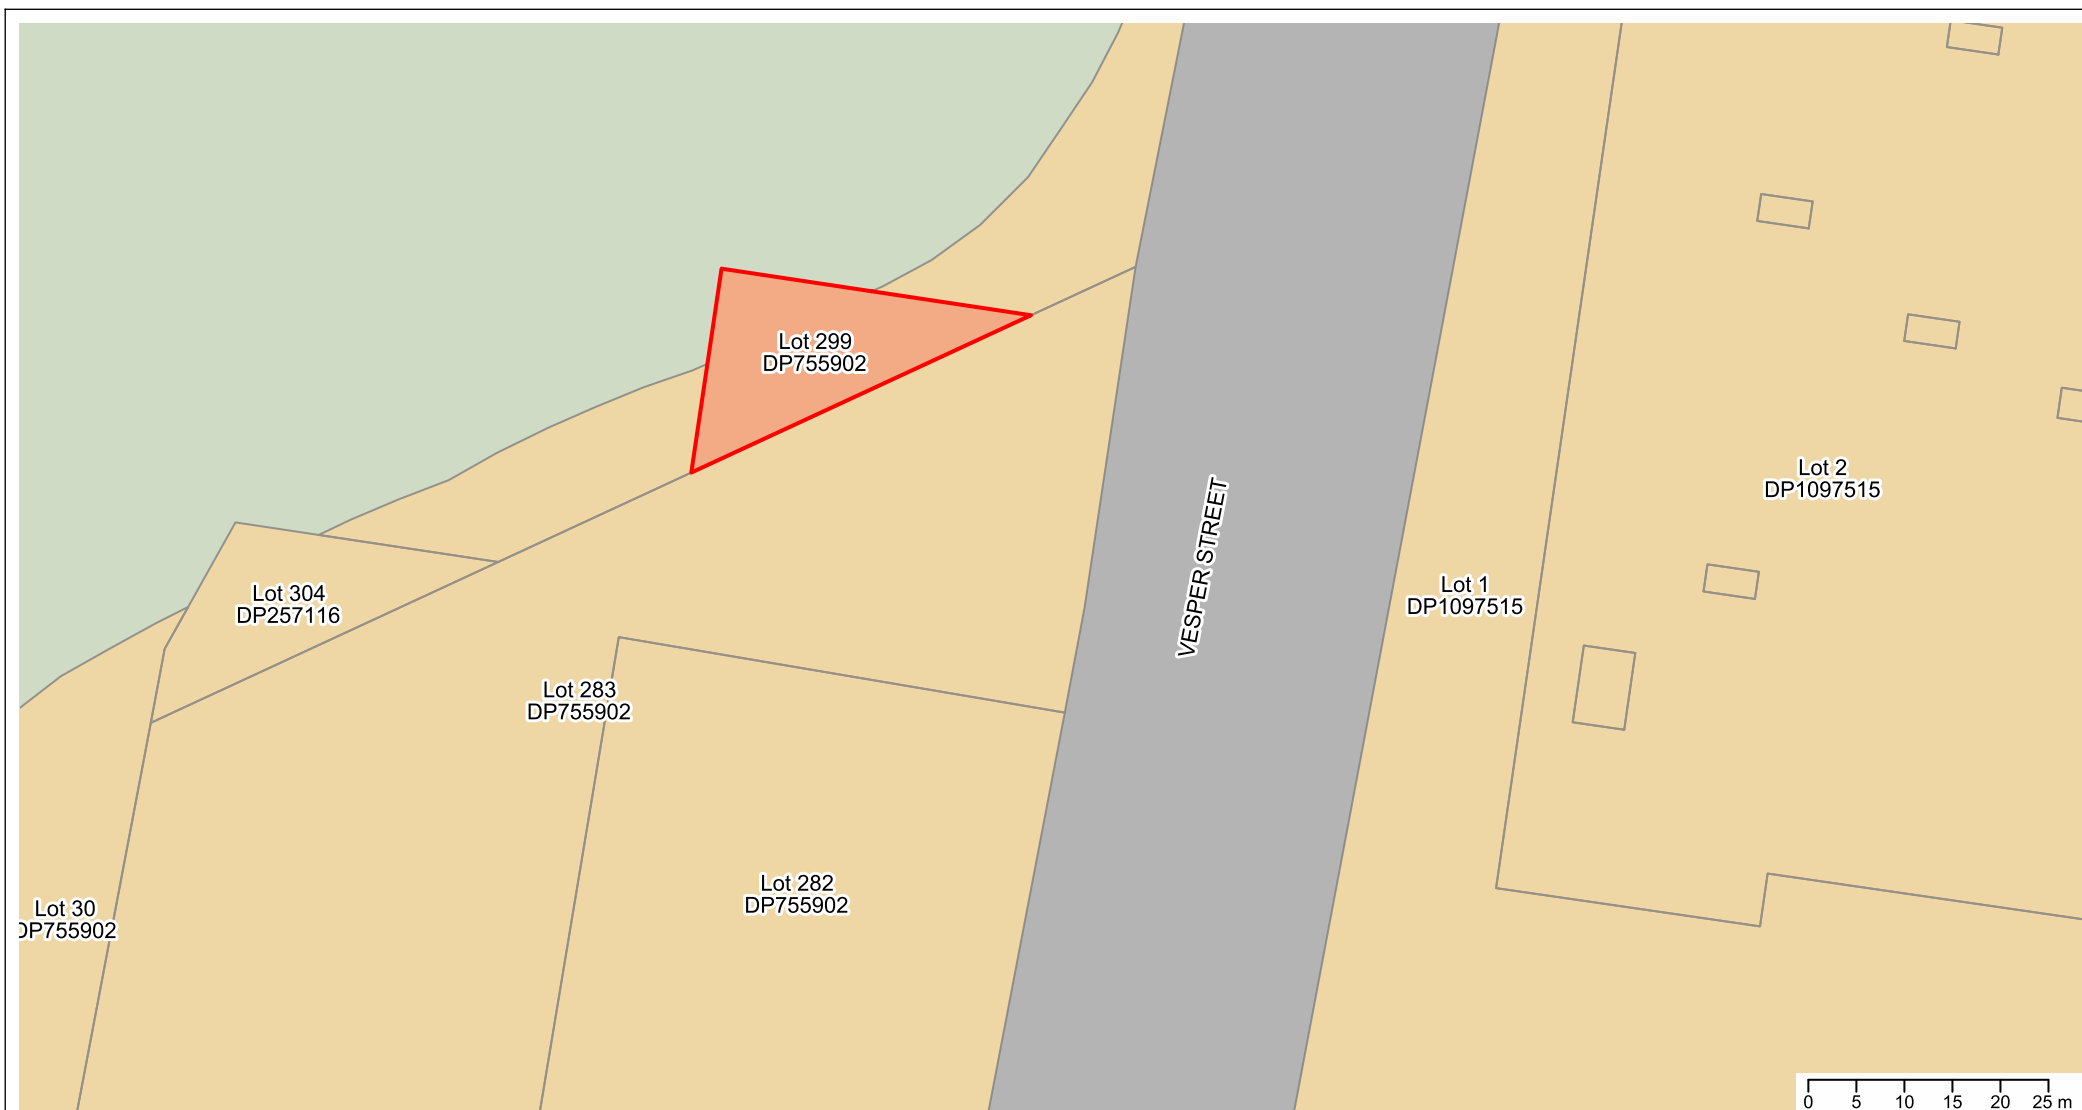 Lot 299
DP755902
Lot 2
DP1097515
VESPER STREET
Lot 304
DP257116
Lot 1
DP1097515
Lot 283
DP755902
Lot 282
DP755902
Lot 30
DP755902
0 5 10 15 20 25 m